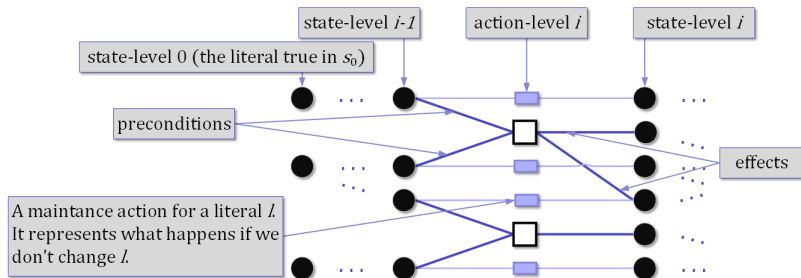 state-level i-1
action-level i
state-level i
state-level 0 (the literal true in s₀)
preconditions
effects
A maintance action for a literal l.
It represents what happens if we
don't change l.